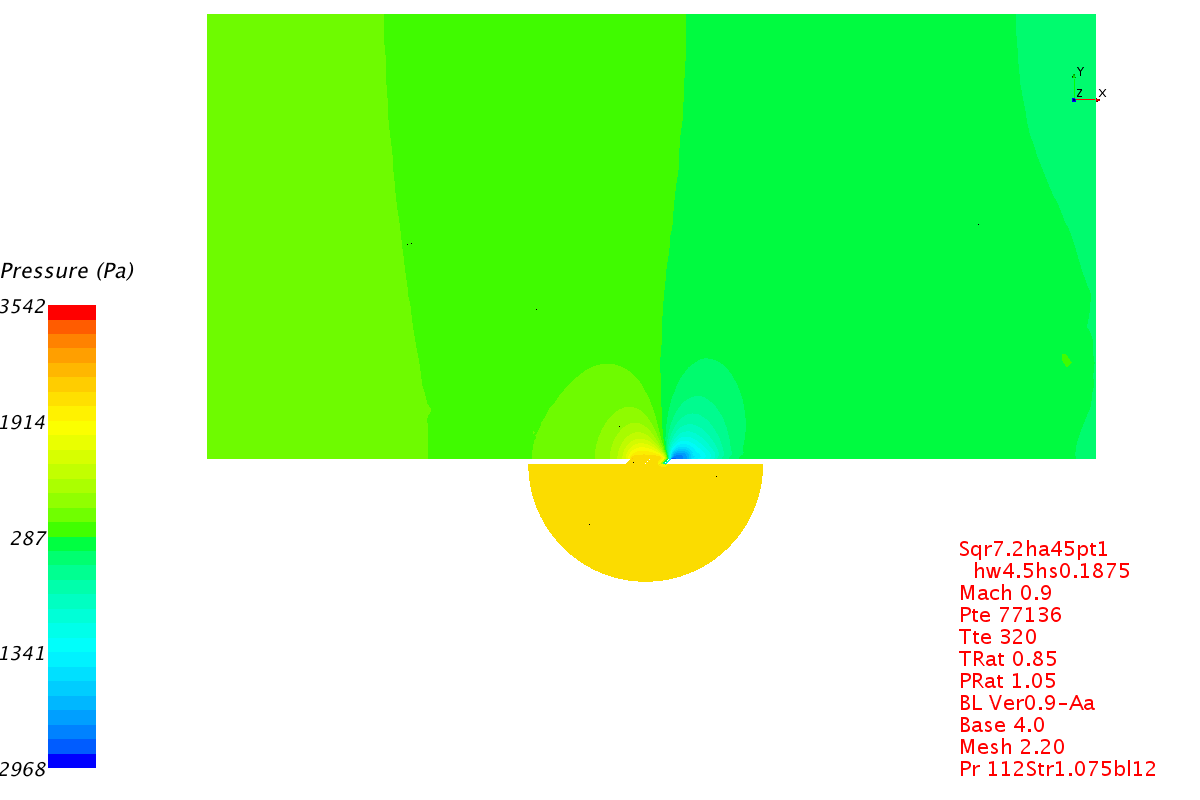 Y
Z X
Pressure (Pa)
3542
1914
287
1341
2968
Sqr7.2ha45pt1
hw4.5hs0.1875
Mach 0.9
Pte 77136
Tte 320
TRat 0.85
PRat 1.05
BL Ver0.9-Aa
Base 4.0
Mesh 2.20
Pr 112Str1.075bl12